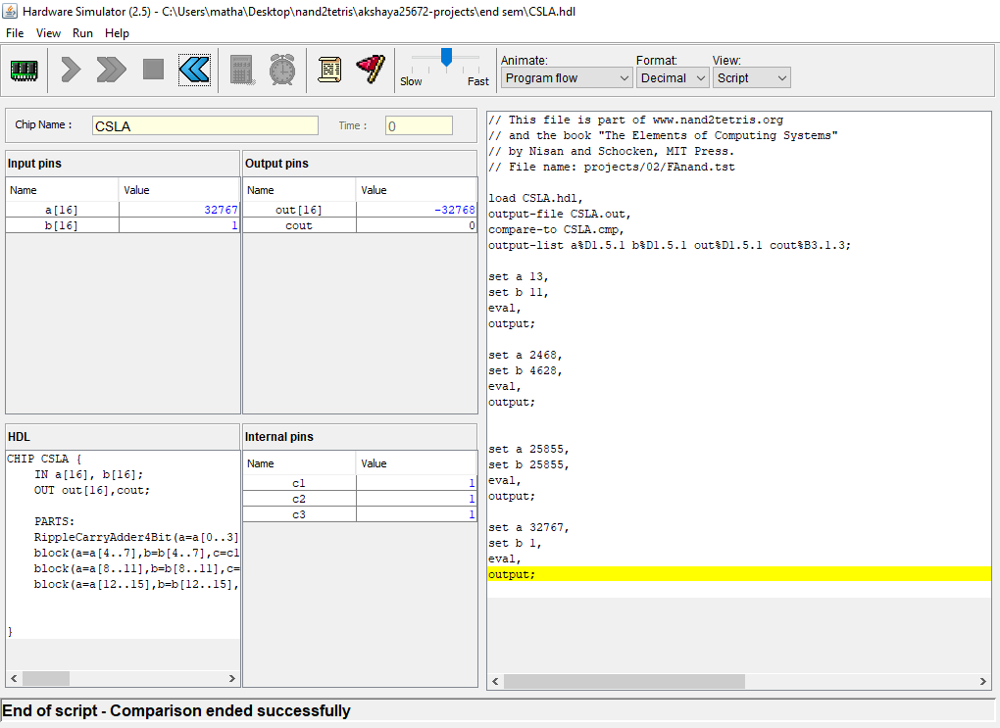 Hardware Simulator (2.5) - C:\Users\matha\Desktop\nand2tetris\akshaya25672-projects\end sem\CSLA.hdl
File View Run Help
Slow Fast
Animate: Format: View:
Program flow Decimal Script
Chip Name : CSLA Time : 0
Input pins
Name Value
a[16] 32767
b[16] 1
Output pins
Name Value
out[16] -32768
cout 0
HDL
CHIP CSLA {
IN a[16], b[16];
OUT out[16],cout;
PARTS:
RippleCarryAdder4Bit(a=a[0..3]
block(a=a[4..7],b=b[4..7],c=c1
block(a=a[8..11],b=b[8..11],c=
block(a=a[12..15],b=b[12..15],
}
Internal pins
Name Value
c1 1
c2 1
c3 1
// This file is part of www.nand2tetris.org
// and the book "The Elements of Computing Systems"
// by Nisan and Schocken, MIT Press.
// File name: projects/02/FAnand.tst
load CSLA.hdl,
output-file CSLA.out,
compare-to CSLA.cmp,
output-list a%D1.5.1 b%D1.5.1 out%D1.5.1 cout%B3.1.3;
set a 13,
set b 11,
eval,
output;
set a 2468,
set b 4628,
eval,
output;
set a 25855,
set b 25855,
eval,
output;
set a 32767,
set b 1,
eval,
output;
End of script - Comparison ended successfully